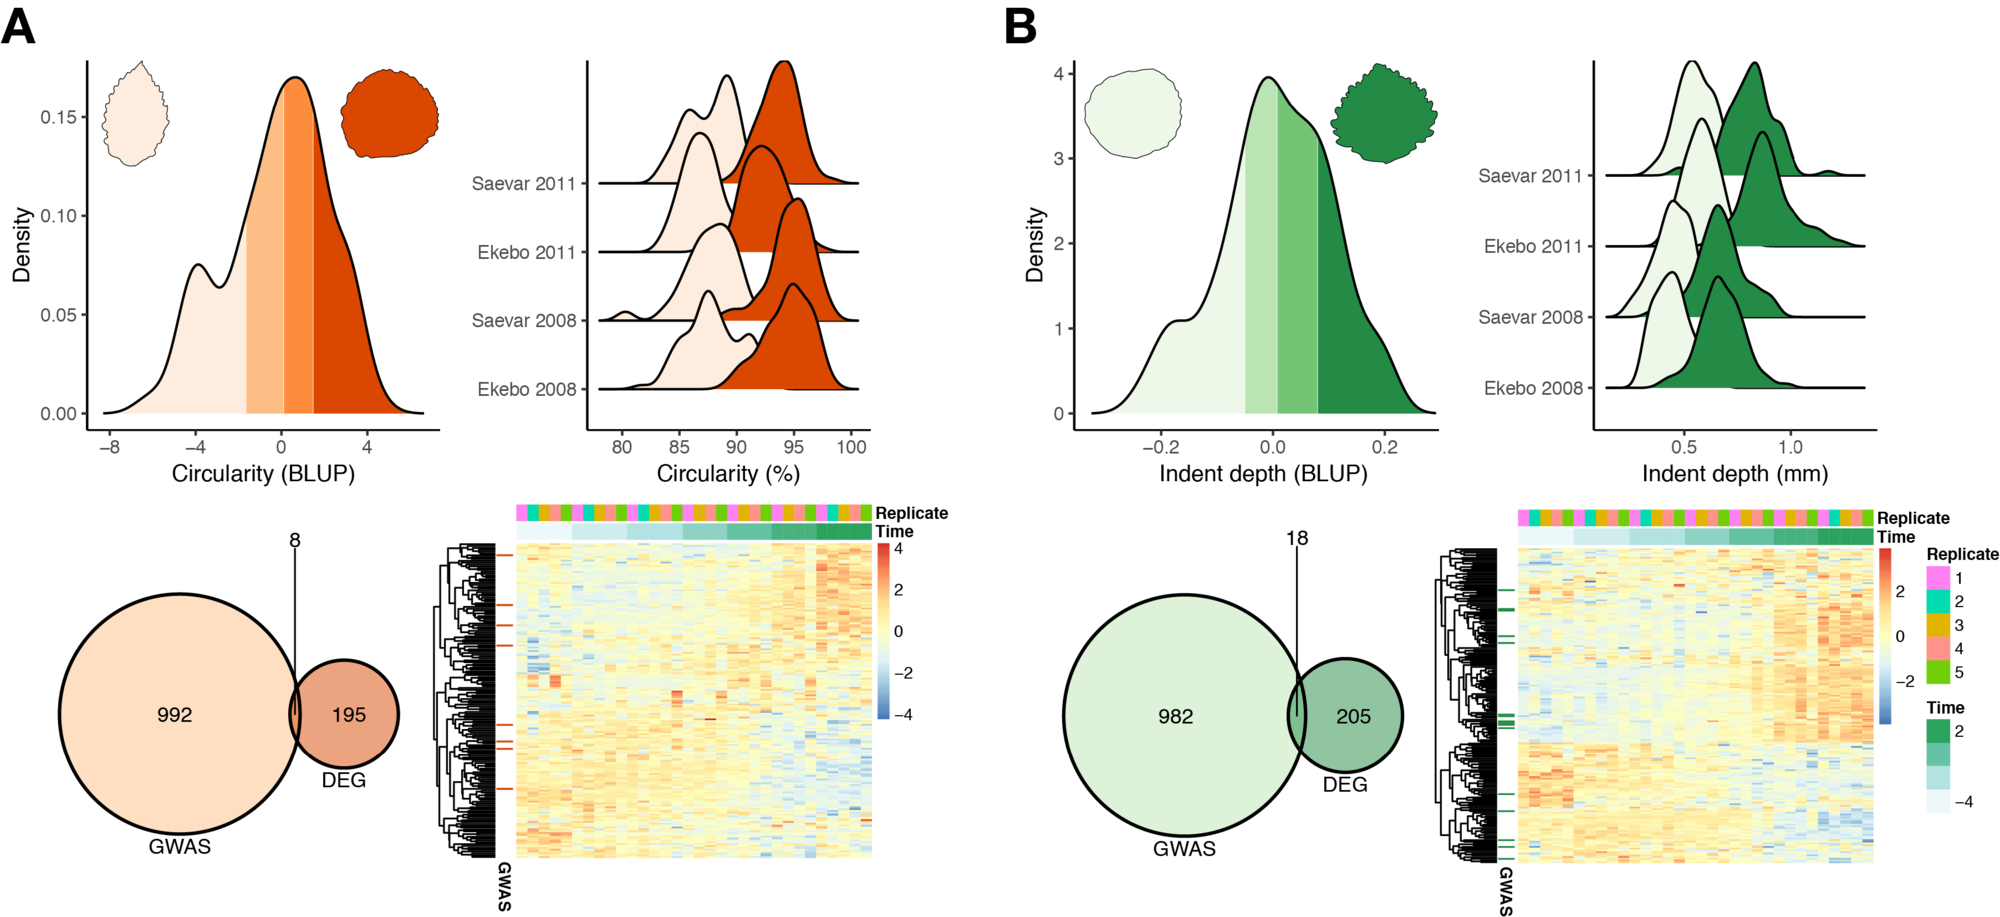 A
Density
0.15
0.10
0.05
0.00
−8 −4 0 4
Circularity (BLUP)
Saevar 2011
Ekebo 2011
Saevar 2008
Ekebo 2008
80 85 90 95 100
Circularity (%)
8
992
195
DEG
GWAS
Replicate
Time
4
2
0
−2
−4
GWAS
B
Density
4
3
2
1
0
−0.2 0.0 0.2
Indent depth (BLUP)
Saevar 2011
Ekebo 2011
Saevar 2008
Ekebo 2008
0.5 1.0
Indent depth (mm)
18
982
205
DEG
GWAS
Replicate
Time
2
0
−2
GWAS
Replicate
1
2
3
4
5
Time
2
−4